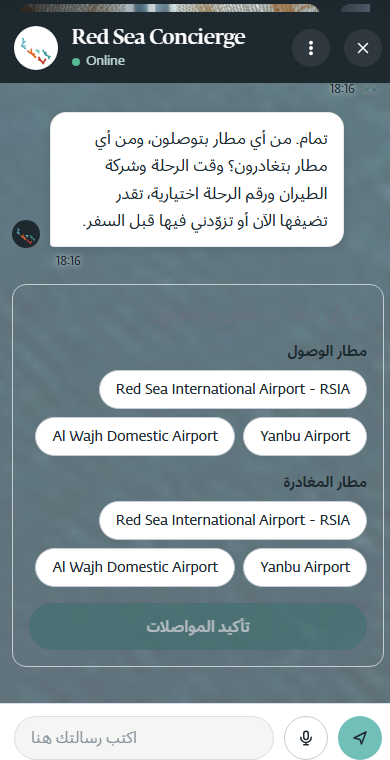 Red Sea Concierge
Online
18:16
تمام. من أي مطار بتوصلون، ومن أي
مطار بتغادرون؟ وقت الرحلة وشركة
الطيران ورقم الرحلة اختيارية، تقدر
تضيفها الآن أو تزوّدني فيها قبل السفر.
18:16
مطار الوصول
Red Sea International Airport - RSIA
Yanbu Airport
Al Wajh Domestic Airport
مطار المغادرة
Red Sea International Airport - RSIA
Yanbu Airport
Al Wajh Domestic Airport
تأكيد المواصلات
اكتب رسالتك هنا